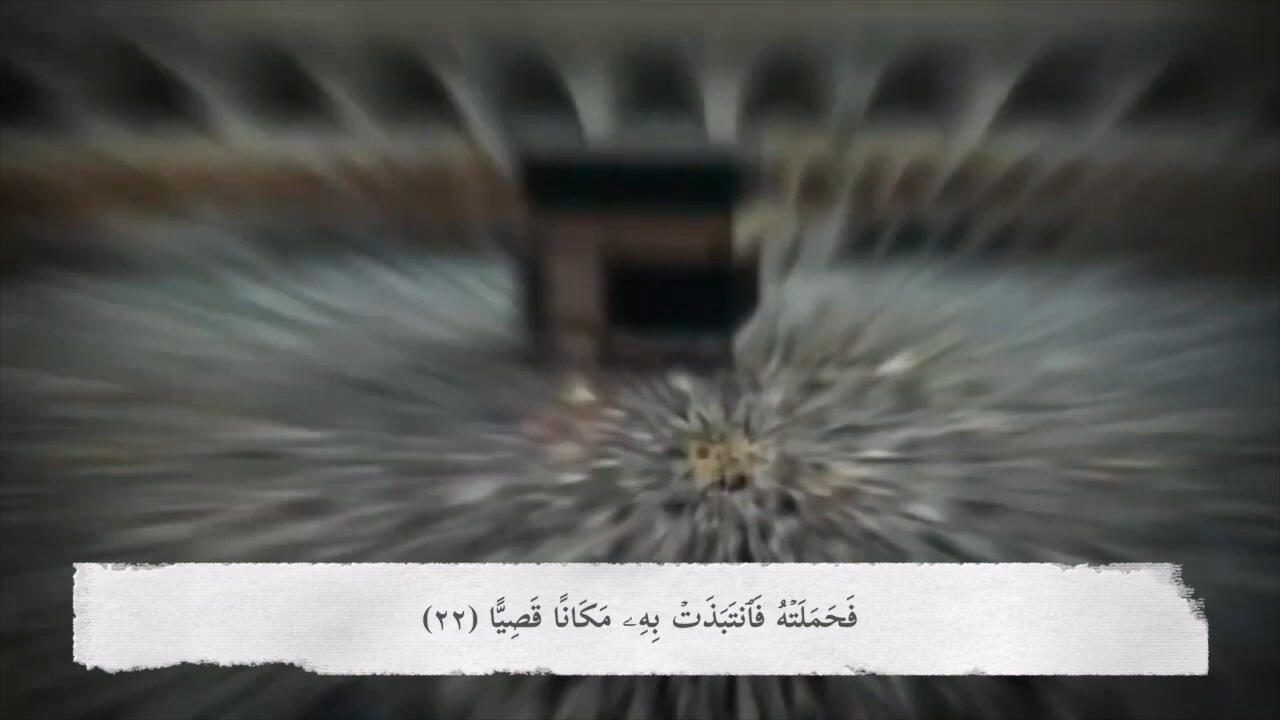 فَحَمَلَتْهُ فَٱنتَبَذَتْ بِهِۦ مَكَانًا قَصِيًّا (٢٢)